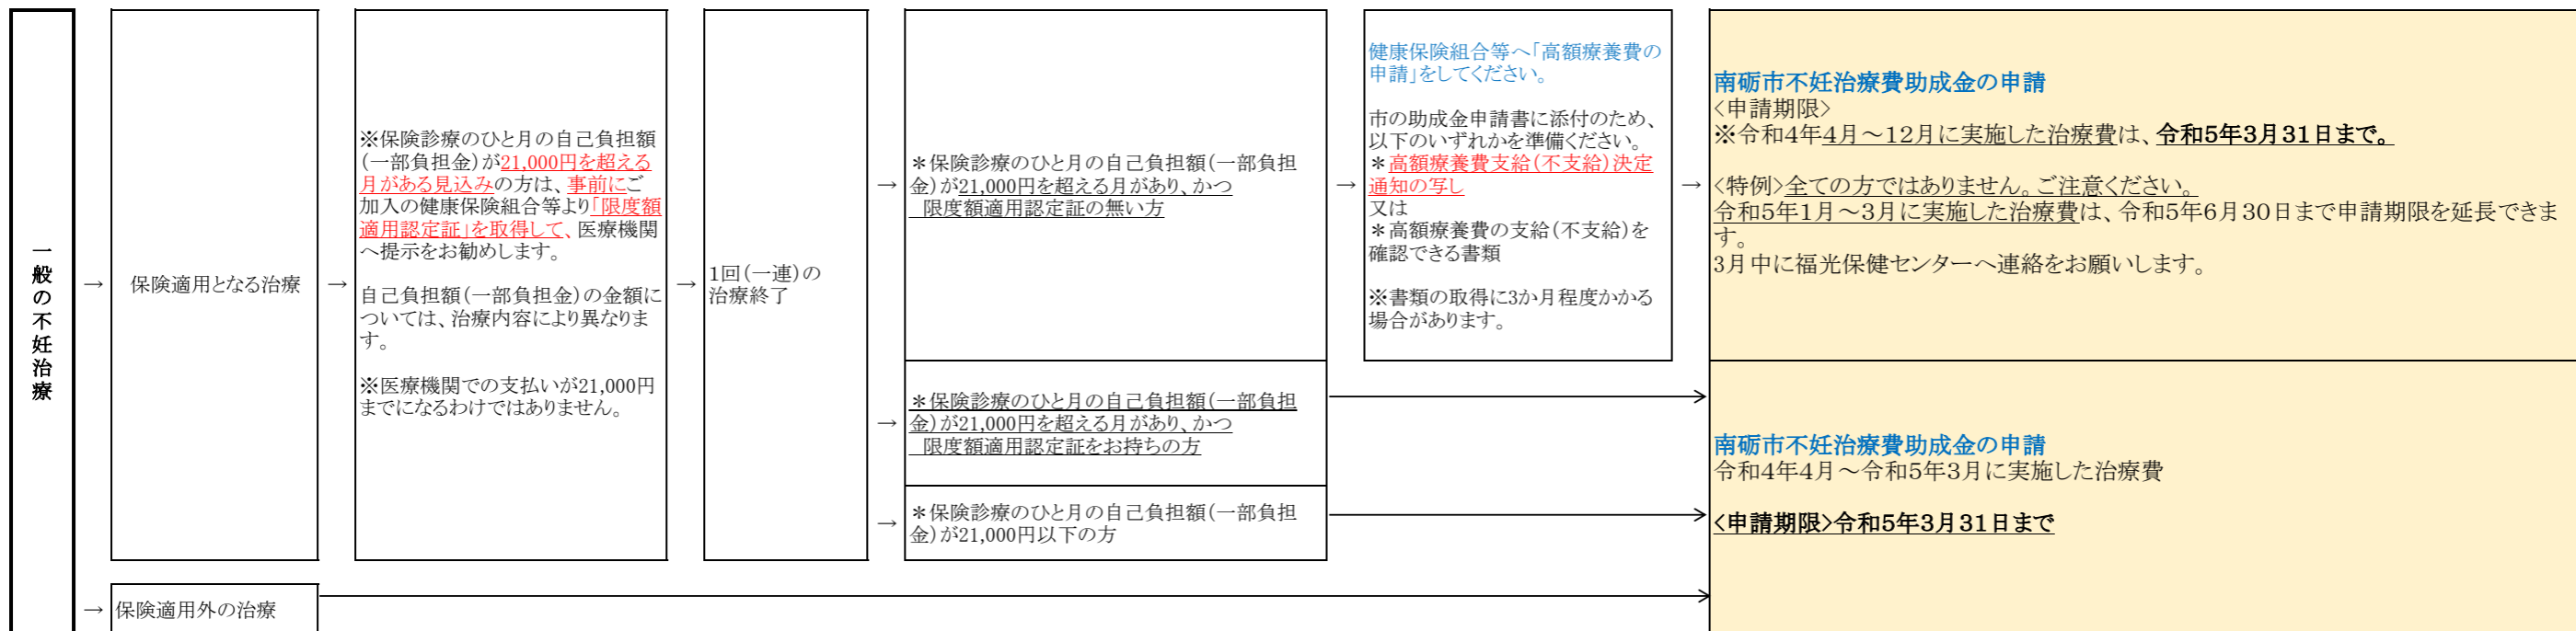 一般の不妊治療
→
保険適用となる治療
→
※保険診療のひと月の自己負担額
(一部負担金)が21,000円を超える
月がある見込みの方は、事前にご
加入の健康保険組合等より「限度額
適用認定証」を取得して、医療機関
へ提示をお勧めします。
自己負担額(一部負担金)の金額に
ついては、治療内容により異なりま
す。
※医療機関での支払いが21,000円
までになるわけではありません。
→
1回(一連)の
治療終了
→
＊保険診療のひと月の自己負担額(一部負担
金)が21,000円を超える月があり、かつ
限度額適用認定証の無い方
→
健康保険組合等へ「高額療養費の
申請」をしてください。
市の助成金申請書に添付のため、
以下のいずれかを準備ください。
＊高額療養費支給(不支給)決定
通知の写し
又は
＊高額療養費の支給(不支給)を
確認できる書類
※書類の取得に3か月程度かかる
場合があります。
→
南砺市不妊治療費助成金の申請
<申請期限>
※令和4年4月～12月に実施した治療費は、令和5年3月31日まで。
<特例>全ての方ではありません。ご注意ください。
令和5年1月～3月に実施した治療費は、令和5年6月30日まで申請期限を延長できま
す。
3月中に福光保健センターへ連絡をお願いします。
→
＊保険診療のひと月の自己負担額(一部負担
金)が21,000円を超える月があり、かつ
限度額適用認定証をお持ちの方
→
＊保険診療のひと月の自己負担額(一部負担
金)が21,000円以下の方
南砺市不妊治療費助成金の申請
令和4年4月～令和5年3月に実施した治療費
<申請期限>令和5年3月31日まで
→
保険適用外の治療